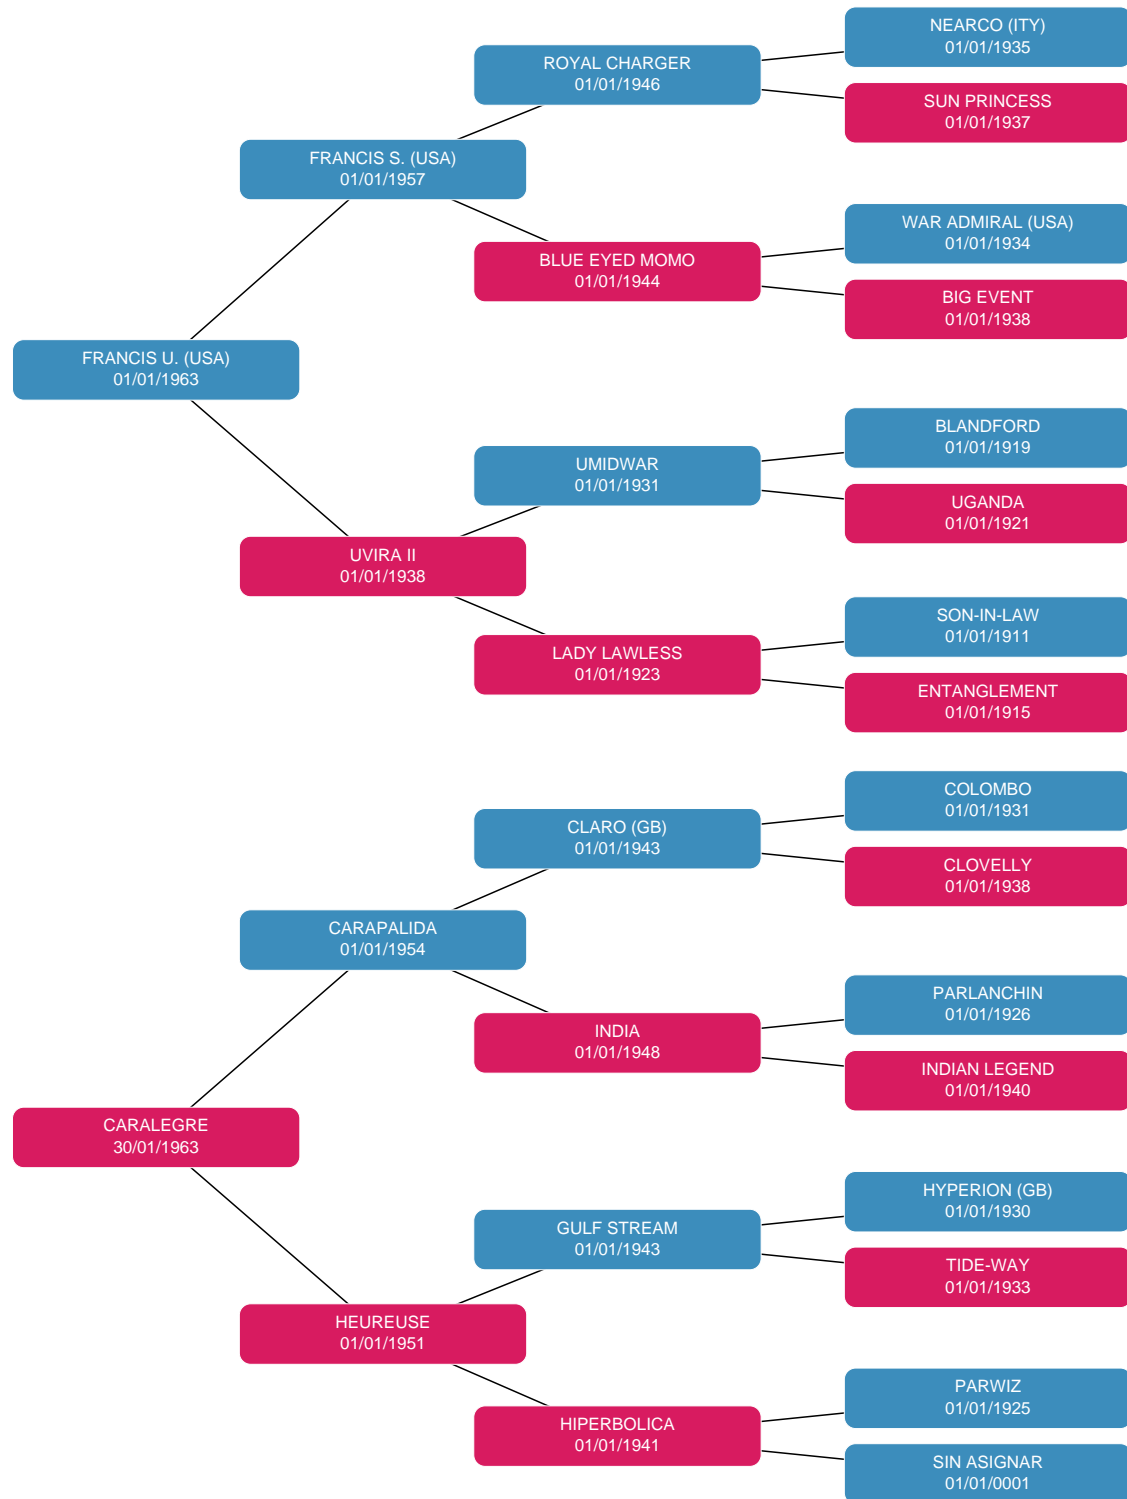 NEARCO (ITY)
01/01/1935
ROYAL CHARGER
01/01/1946
SUN PRINCESS
01/01/1937
FRANCIS S. (USA)
01/01/1957
WAR ADMIRAL (USA)
01/01/1934
BLUE EYED MOMO
01/01/1944
BIG EVENT
01/01/1938
FRANCIS U. (USA)
01/01/1963
BLANDFORD
01/01/1919
UMIDWAR
01/01/1931
UGANDA
01/01/1921
UVIRA II
01/01/1938
SON-IN-LAW
01/01/1911
LADY LAWLESS
01/01/1923
ENTANGLEMENT
01/01/1915
COLOMBO
01/01/1931
CLARO (GB)
01/01/1943
CLOVELLY
01/01/1938
CARAPALIDA
01/01/1954
PARLANCHIN
01/01/1926
INDIA
01/01/1948
INDIAN LEGEND
01/01/1940
CARALEGRE
30/01/1963
HYPERION (GB)
01/01/1930
GULF STREAM
01/01/1943
TIDE-WAY
01/01/1933
HEUREUSE
01/01/1951
PARWIZ
01/01/1925
HIPERBOLICA
01/01/1941
SIN ASIGNAR
01/01/0001